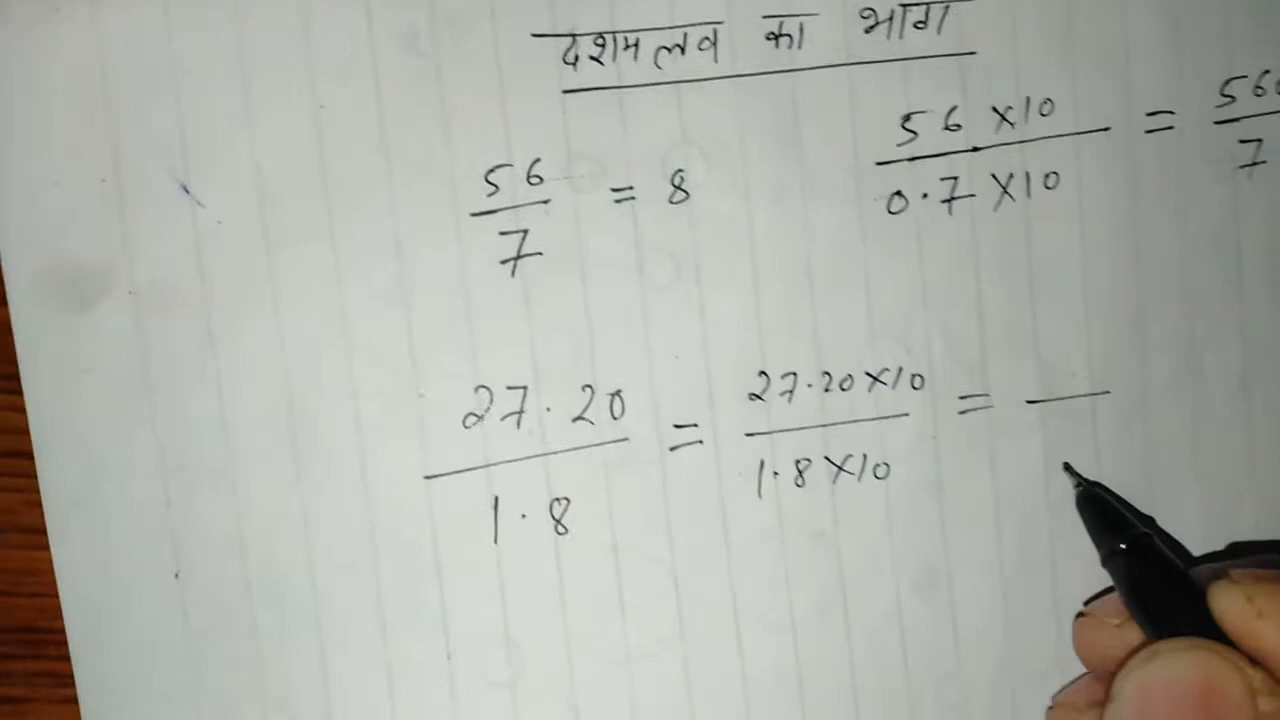 दशमलव का भाग
56/7 = 8
56 ×10/0.7 ×10 = 560/7
27.20/1.8 = 27.20×10/1.8×10 =